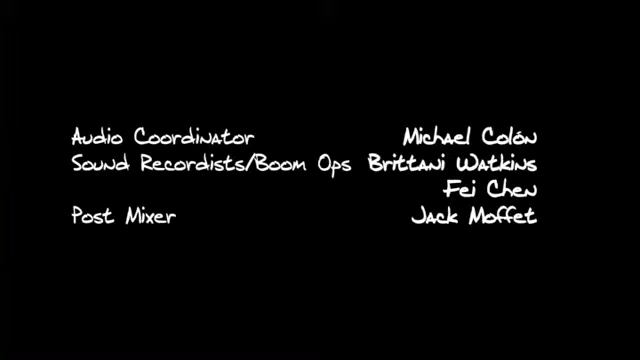 Audio Coordinator Michael Colón
Sound Recordists/Boom Ops Brittani Watkins
Fei Chen
Post Mixer Jack Moffet